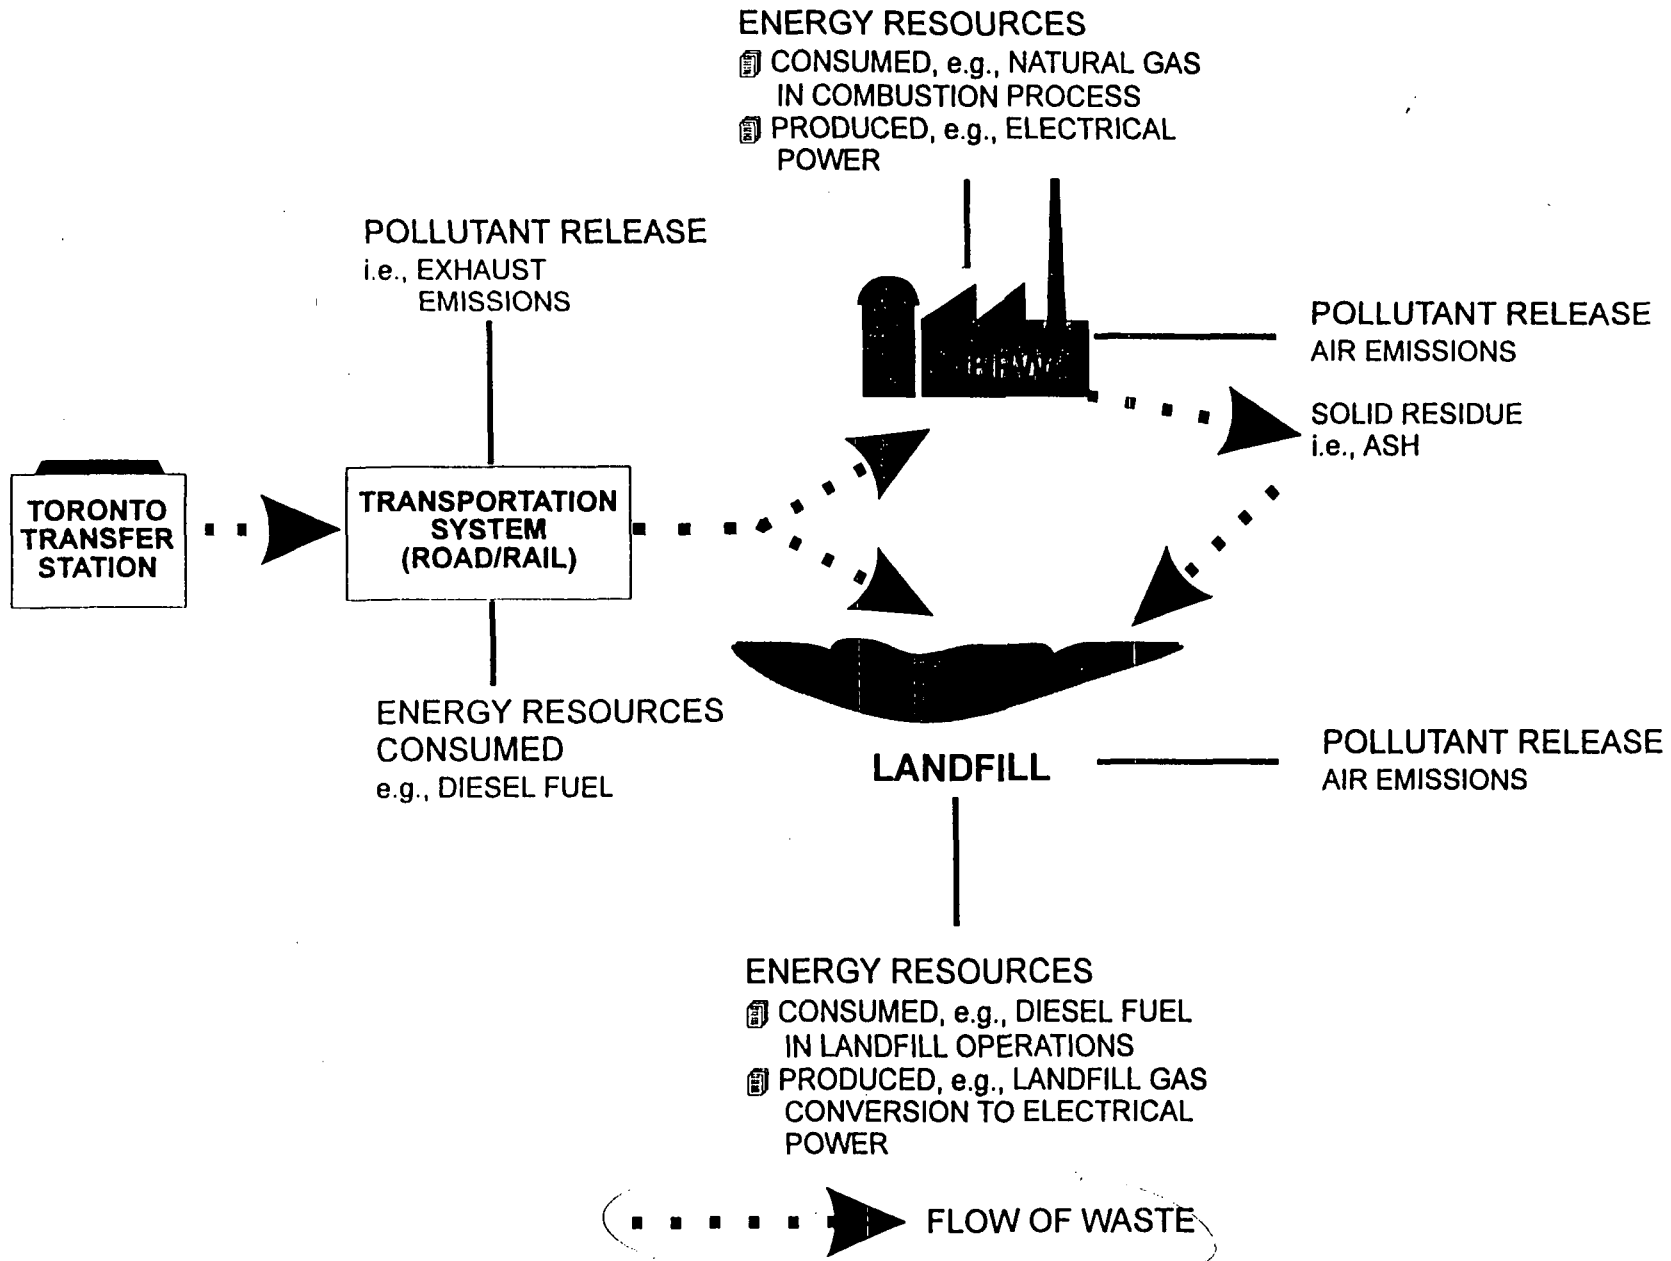 ENERGY RESOURCES
CONSUMED, e.g., NATURAL GAS
IN COMBUSTION PROCESS
PRODUCED, e.g., ELECTRICAL
POWER
POLLUTANT RELEASE
i.e., EXHAUST
EMISSIONS
POLLUTANT RELEASE
AIR EMISSIONS
SOLID RESIDUE
i.e., ASH
TORONTO
TRANSFER
STATION
TRANSPORTATION
SYSTEM
(ROAD/RAIL)
ENERGY RESOURCES
CONSUMED
e.g., DIESEL FUEL
LANDFILL
POLLUTANT RELEASE
AIR EMISSIONS
ENERGY RESOURCES
CONSUMED, e.g., DIESEL FUEL
IN LANDFILL OPERATIONS
PRODUCED, e.g., LANDFILL GAS
CONVERSION TO ELECTRICAL
POWER
FLOW OF WASTE